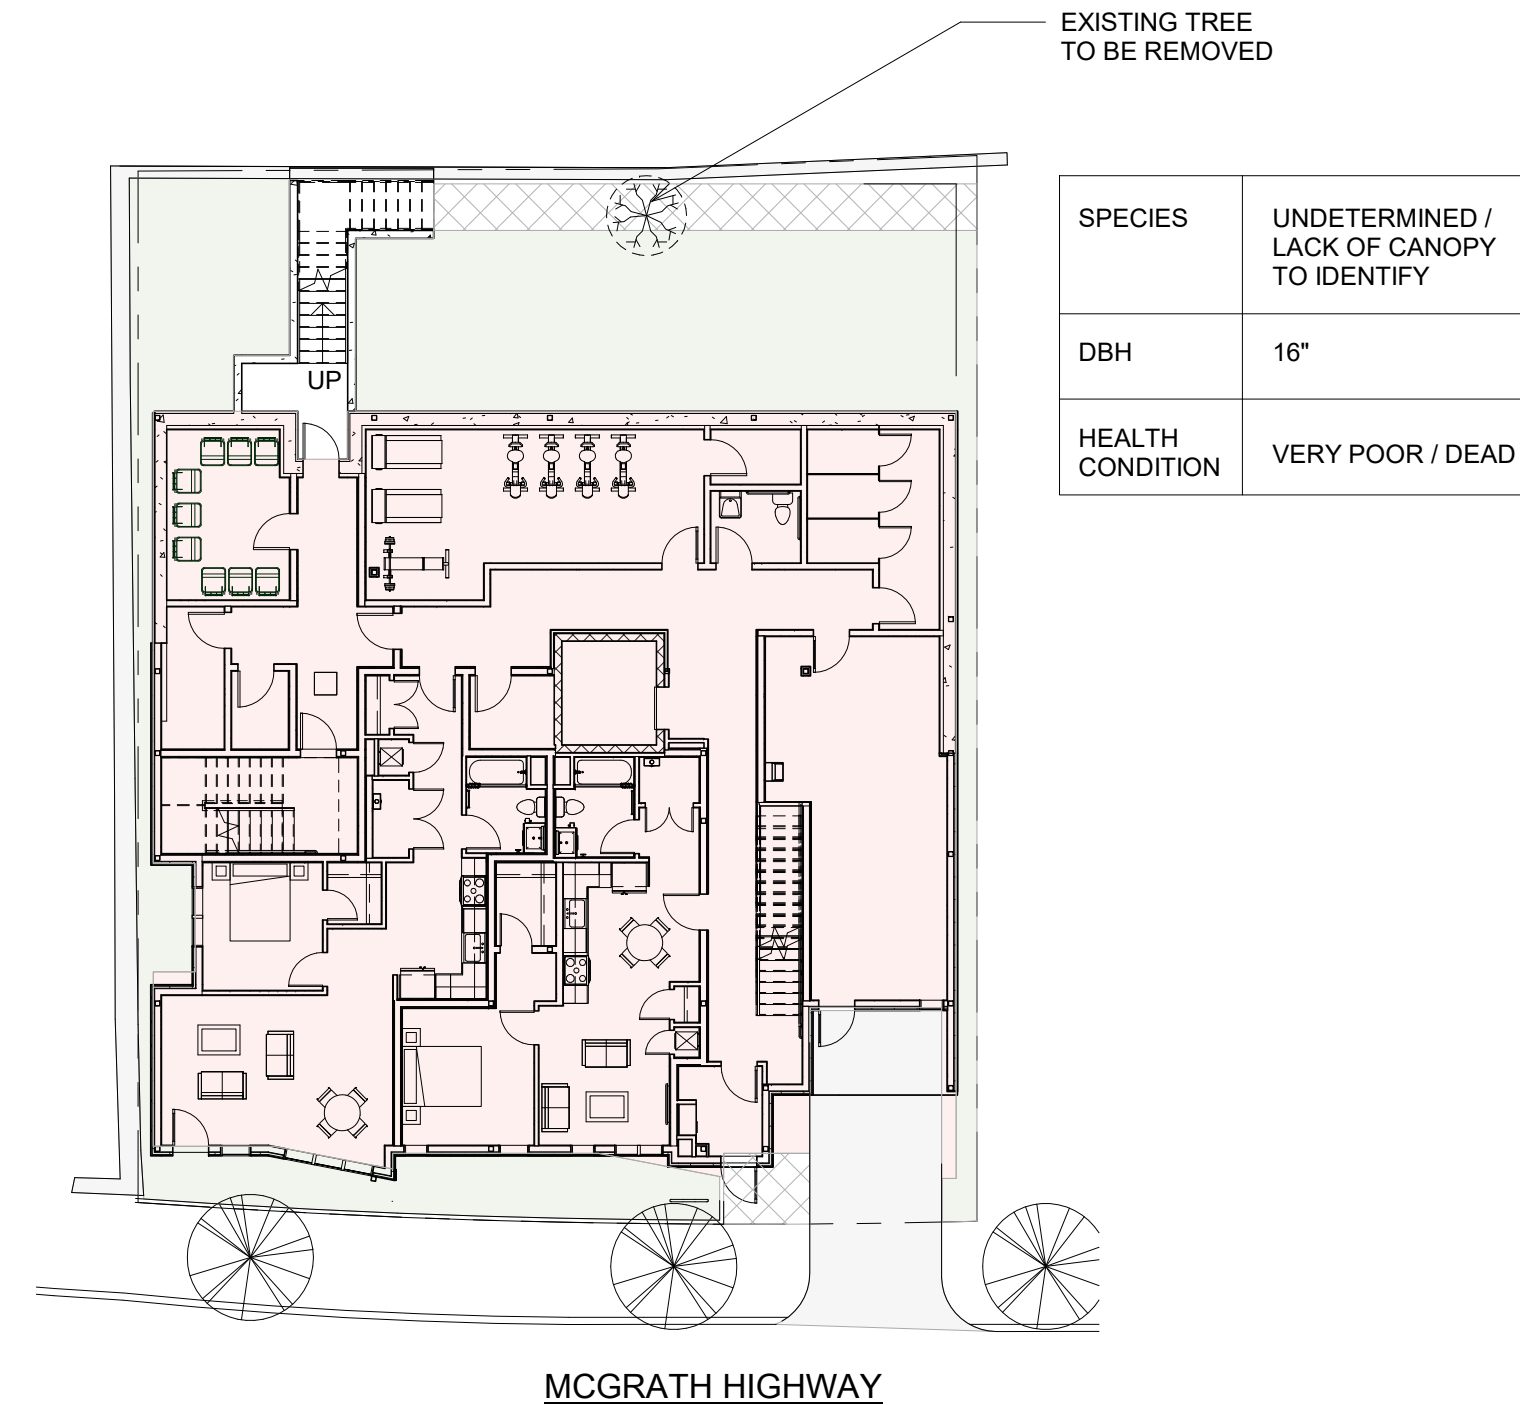 EXISTING TREE
TO BE REMOVED
SPECIES
UNDETERMINED /
LACK OF CANOPY
TO IDENTIFY
DBH
16"
HEALTH
CONDITION
VERY POOR / DEAD
UP
MCGRATH HIGHWAY